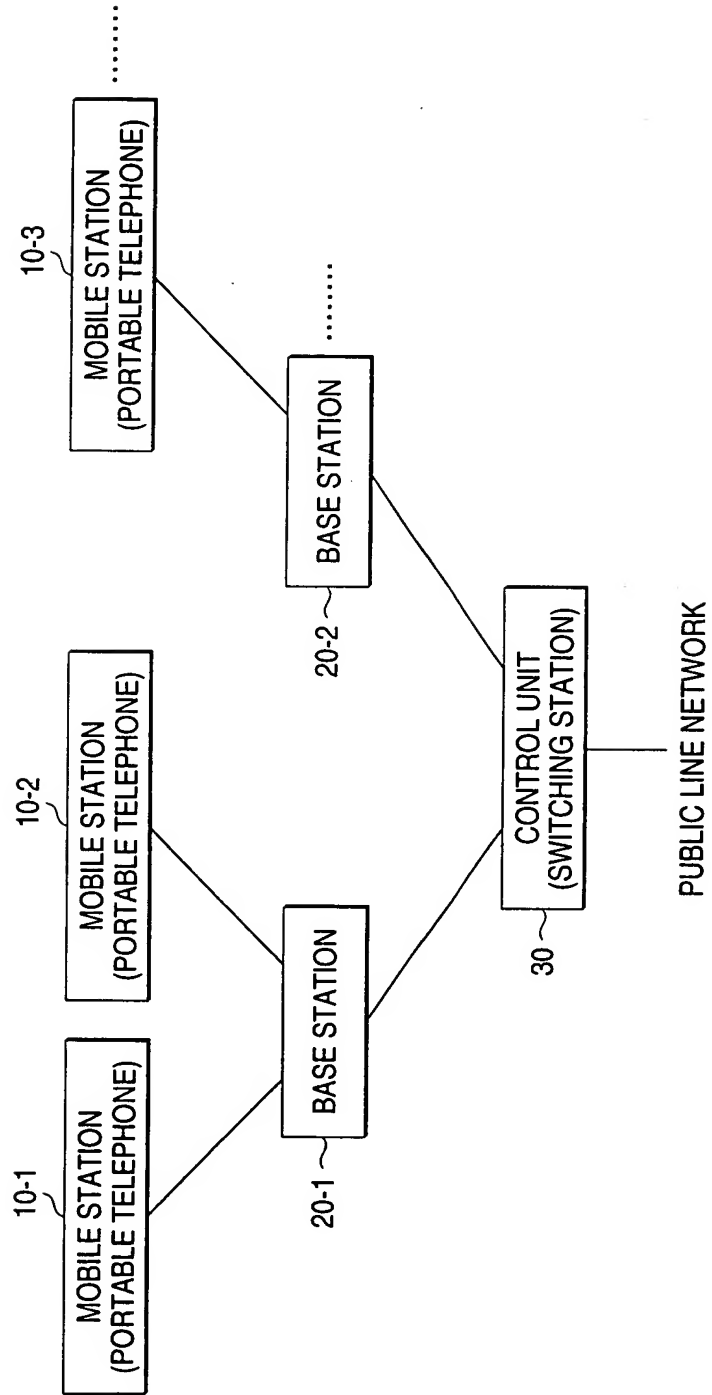 10-1
MOBILE STATION
(PORTABLE TELEPHONE)
10-2
MOBILE STATION
(PORTABLE TELEPHONE)
10-3
MOBILE STATION
(PORTABLE TELEPHONE)
........
20-1
BASE STATION
20-2
BASE STATION
........
30
CONTROL UNIT
(SWITCHING STATION)
PUBLIC LINE NETWORK